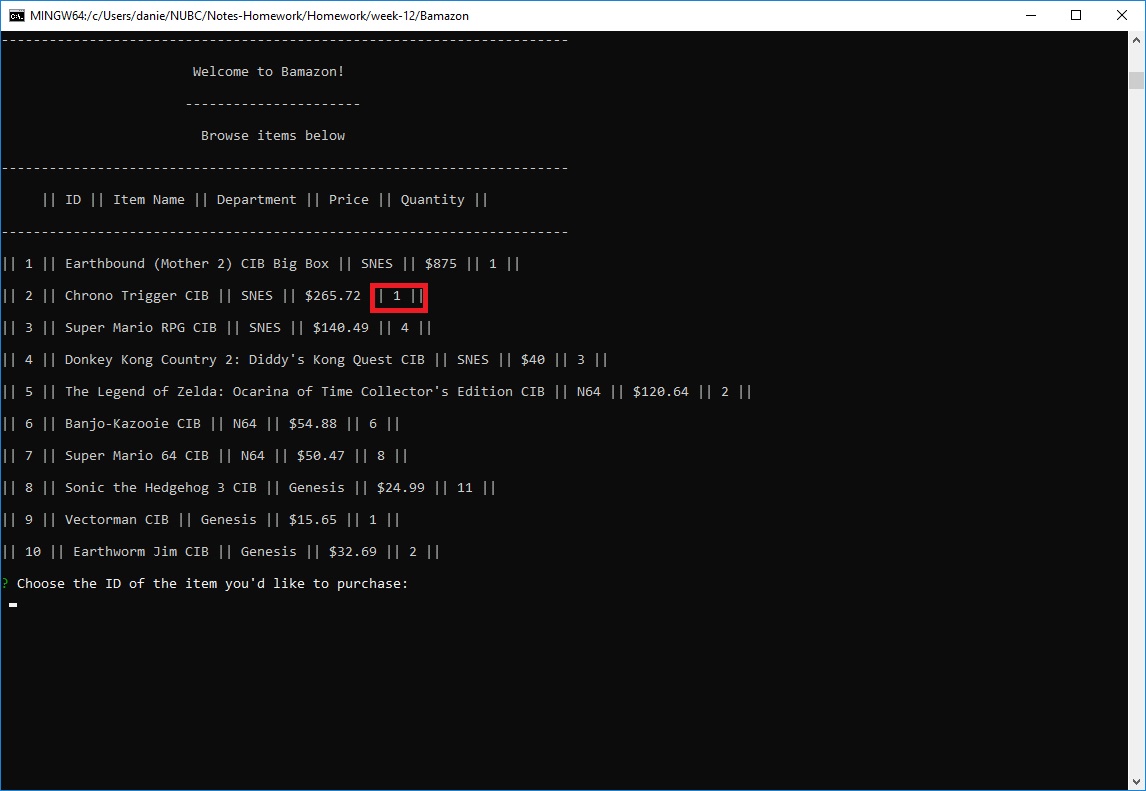 MINGW64:/c/Users/danie/NUBC/Notes-Homework/Homework/week-12/Bamazon
-----------------------------------------------------------------------
Welcome to Bamazon!
----------------------
Browse items below
-----------------------------------------------------------------------
|| ID || Item Name || Department || Price || Quantity ||
-----------------------------------------------------------------------
|| 1 || Earthbound (Mother 2) CIB Big Box || SNES || $875 || 1 ||
|| 2 || Chrono Trigger CIB || SNES || $265.72 || 1 ||
|| 3 || Super Mario RPG CIB || SNES || $140.49 || 4 ||
|| 4 || Donkey Kong Country 2: Diddy's Kong Quest CIB || SNES || $40 || 3 ||
|| 5 || The Legend of Zelda: Ocarina of Time Collector's Edition CIB || N64 || $120.64 || 2 ||
|| 6 || Banjo-Kazooie CIB || N64 || $54.88 || 6 ||
|| 7 || Super Mario 64 CIB || N64 || $50.47 || 8 ||
|| 8 || Sonic the Hedgehog 3 CIB || Genesis || $24.99 || 11 ||
|| 9 || Vectorman CIB || Genesis || $15.65 || 1 ||
|| 10 || Earthworm Jim CIB || Genesis || $32.69 || 2 ||
? Choose the ID of the item you'd like to purchase: